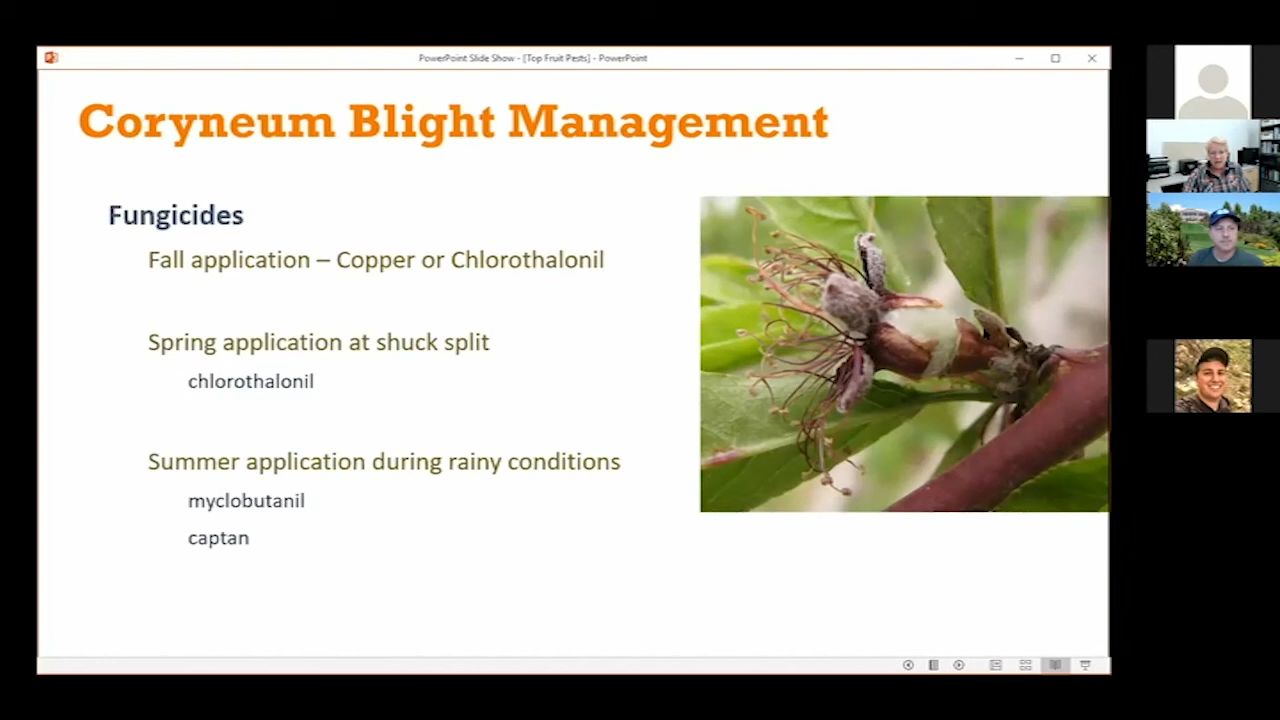 PowerPoint Slide Show - [Top Fruit Pests] - PowerPoint
Coryneum Blight Management
Fungicides
Fall application – Copper or Chlorothalonil
Spring application at shuck split
chlorothalonil
Summer application during rainy conditions
myclobutanil
captan